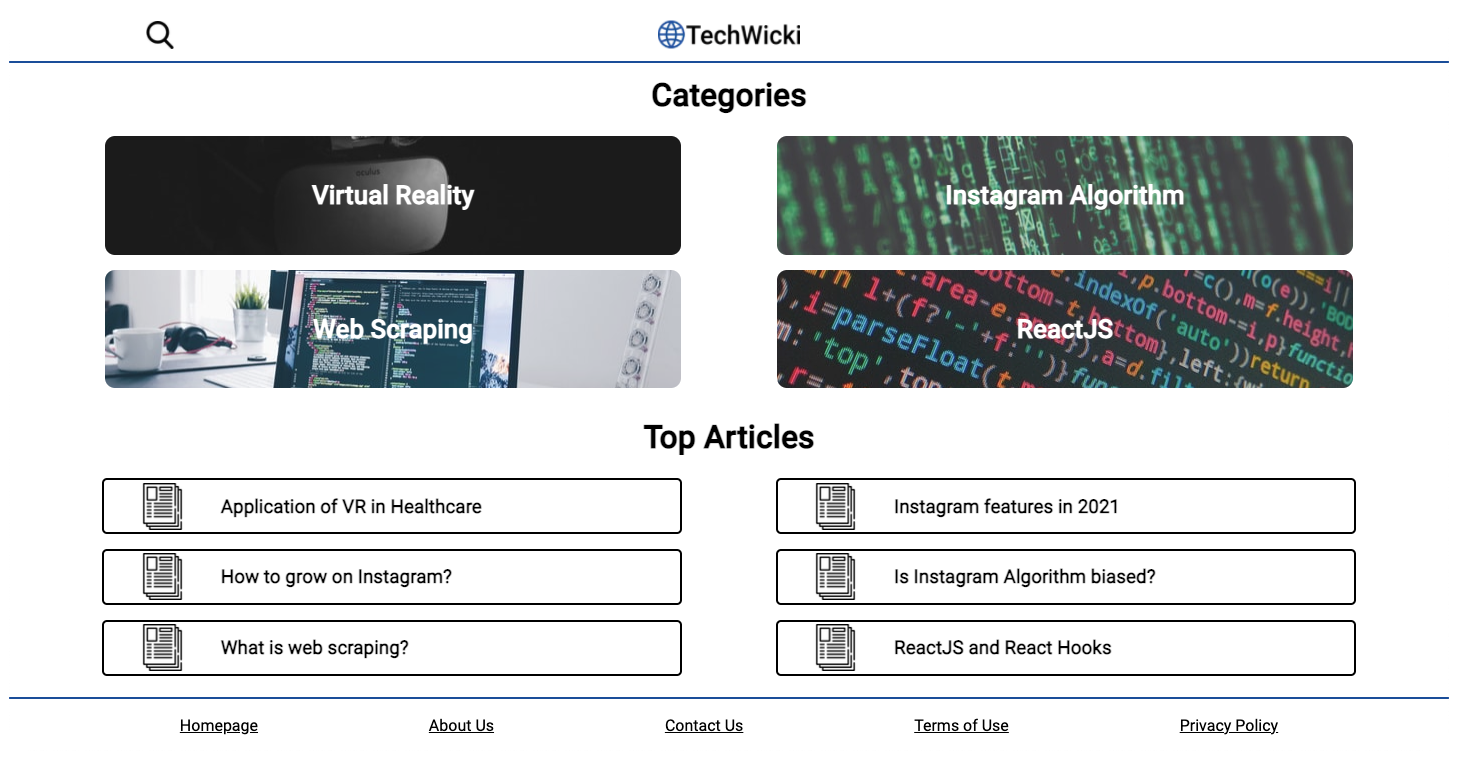 TechWicki
Categories
oculus
Virtual Reality
Instagram Algorithm
Web Scraping
ReactJS
Top Articles
Application of VR in Healthcare
Instagram features in 2021
How to grow on Instagram?
Is Instagram Algorithm biased?
What is web scraping?
ReactJS and React Hooks
Homepage About Us Contact Us Terms of Use Privacy Policy